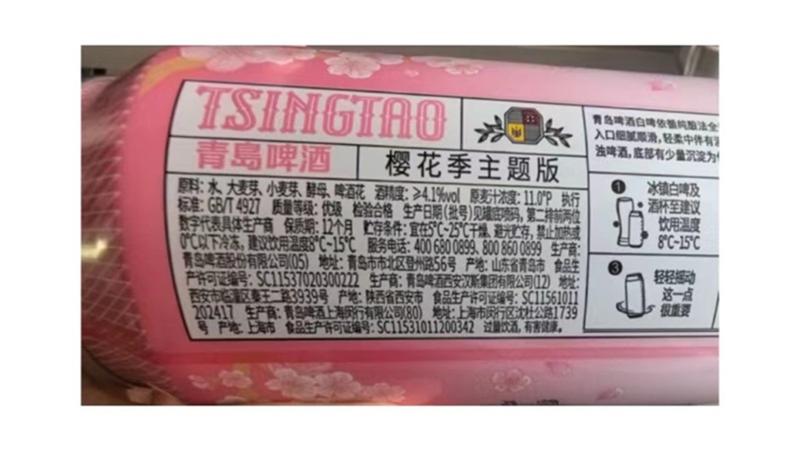 TSINGTAO
青島啤酒
樱花季主题版
原料：水、大麦芽、小麦芽、酵母、啤酒花 酒精度：≥4.1%vol 原麦汁浓度：11.0°P 执行
标准：GB/T 4927 质量等级：优级 检验合格 生产日期（批号）见罐底喷码，第二排前两位
数字代表具体生产商 保质期：12个月 贮存条件：宜在5℃~25℃干燥、避光贮存，禁止加热或
0℃以下冷冻。建议饮用温度8℃~15℃ 服务电话：400 680 0899、800 860 0899 生产商：
青岛啤酒股份有限公司(05) 地址：青岛市市北区登州路56号 产地：山东省青岛市 食品生
产许可证编号：SC11537020300222 生产商：青岛啤酒西安汉斯集团有限公司(12) 地址：
西安市临潼区秦王二路3939号 产地：陕西省西安市 食品生产许可证编号：SC11561011
202417 生产商：青岛啤酒上海闵行有限公司(80) 地址：上海市闵行区沈杜公路1739
号 产地：上海市 食品生产许可证编号：SC11531011200342 过量饮酒，有害健康。
青岛啤酒白啤依循纯酿法全
入口细腻顺滑，轻柔中伴有
浊啤酒，底部有少量沉淀为
1
冰镇白啤及
酒杯至建议
饮用温度
8℃~15℃
3
轻轻摇动
这一点
很重要